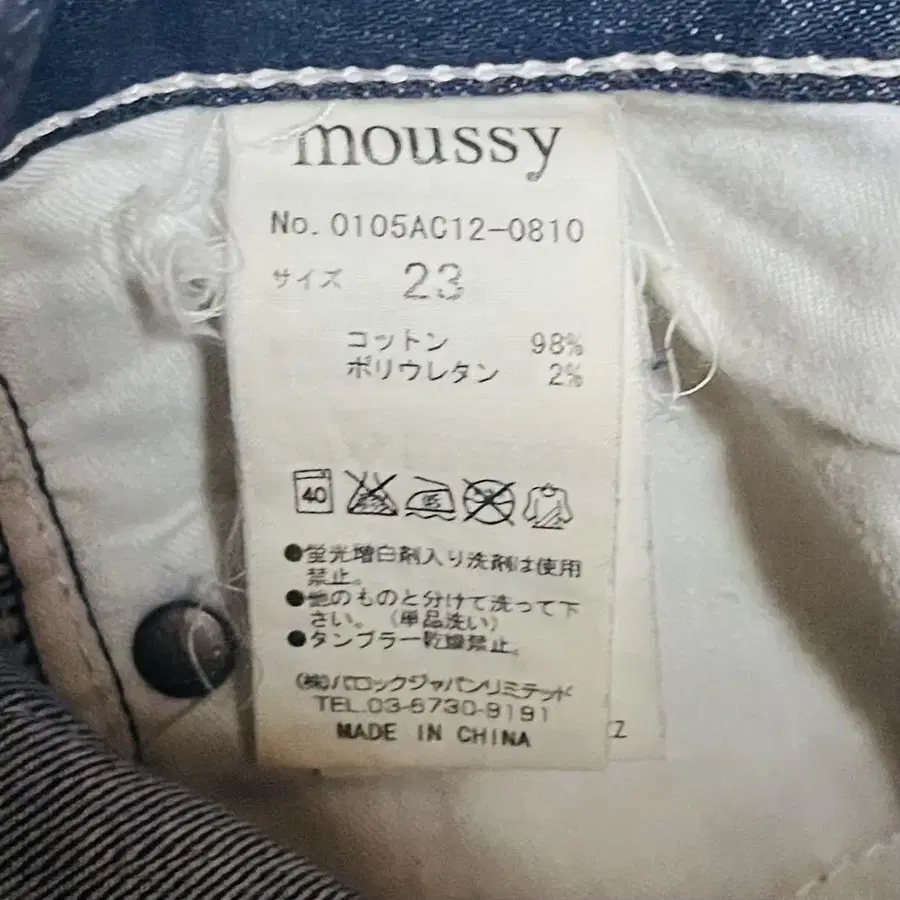 moussy
No. 0105AC12-0810
サイズ 23
コットン 98%
ポリウレタン 2%
40
●蛍光増白剤入り洗剤は使用
禁止。
●他のものと分けて洗って下
さい。（単品洗い）
●タンブラー乾燥禁止。
(株)バロックジャパンリミテッド
TEL.03-6730-9191
MADE IN CHINA
Z